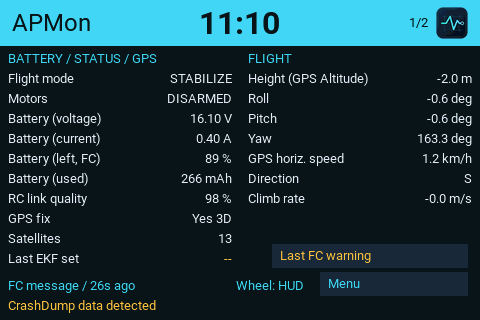 APMon 11:10 1/2
BATTERY / STATUS / GPS
Flight mode STABILIZE
Motors DISARMED
Battery (voltage) 16.10 V
Battery (current) 0.40 A
Battery (left, FC) 89 %
Battery (used) 266 mAh
RC link quality 98 %
GPS fix Yes 3D
Satellites 13
Last EKF set --
FLIGHT
Height (GPS Altitude) -2.0 m
Roll -0.6 deg
Pitch -0.6 deg
Yaw 163.3 deg
GPS horiz. speed 1.2 km/h
Direction S
Climb rate -0.0 m/s
Last FC warning
FC message / 26s ago
Wheel: HUD Menu
CrashDump data detected